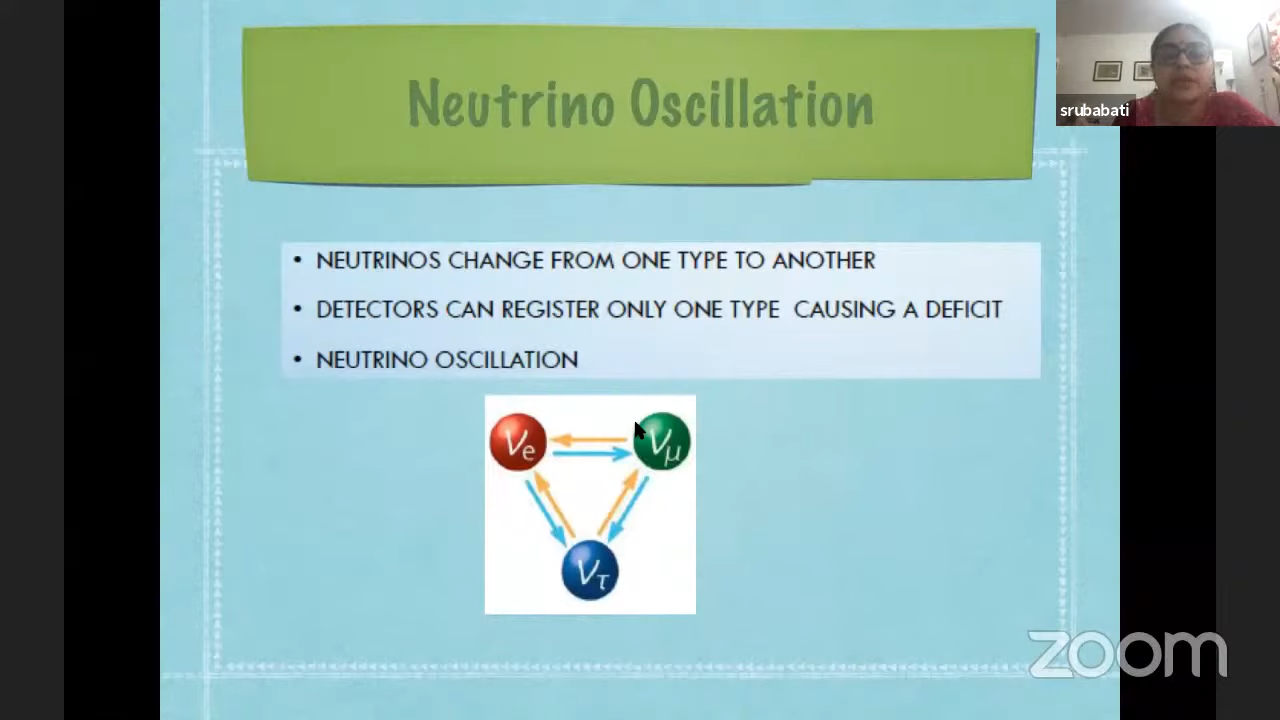 Neutrino Oscillation
srubabati
• NEUTRINOS CHANGE FROM ONE TYPE TO ANOTHER
• DETECTORS CAN REGISTER ONLY ONE TYPE CAUSING A DEFICIT
• NEUTRINO OSCILLATION
νe νμ
ντ
zoom